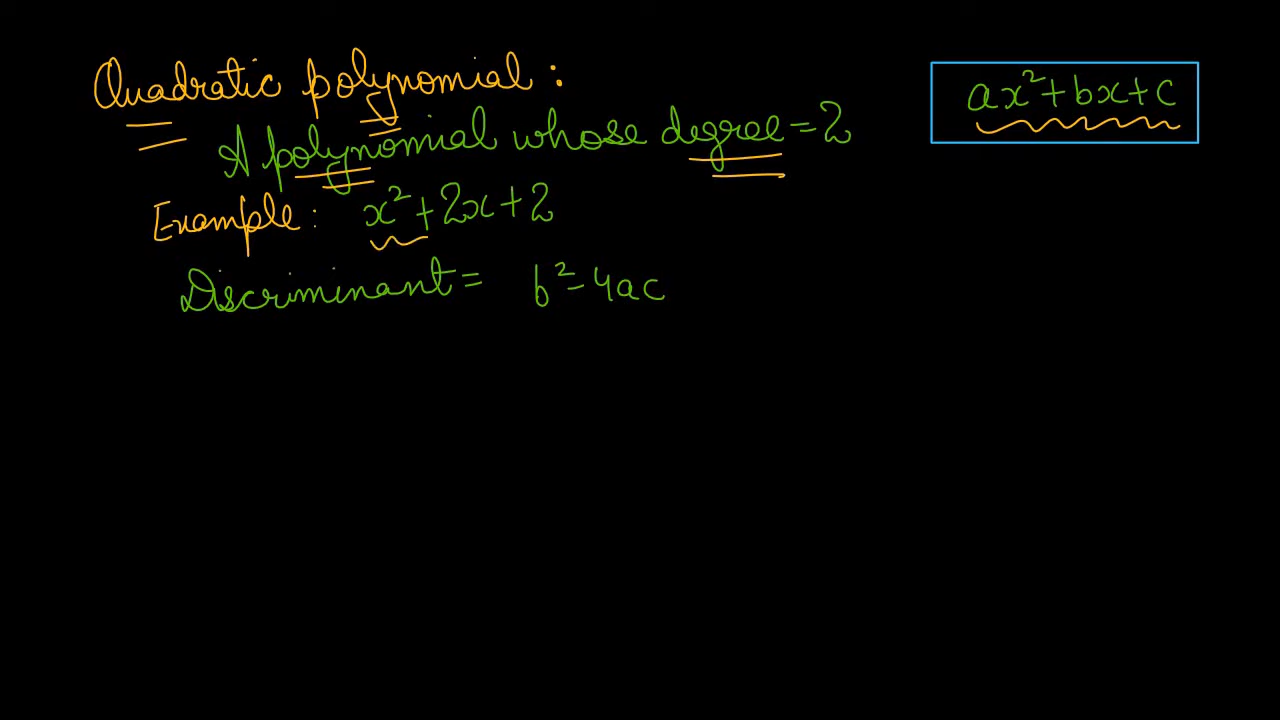 Quadratic polynomial:
ax²+bx+c
A polynomial whose degree=2
Example: x²+2x+2
Discriminant= b²-4ac